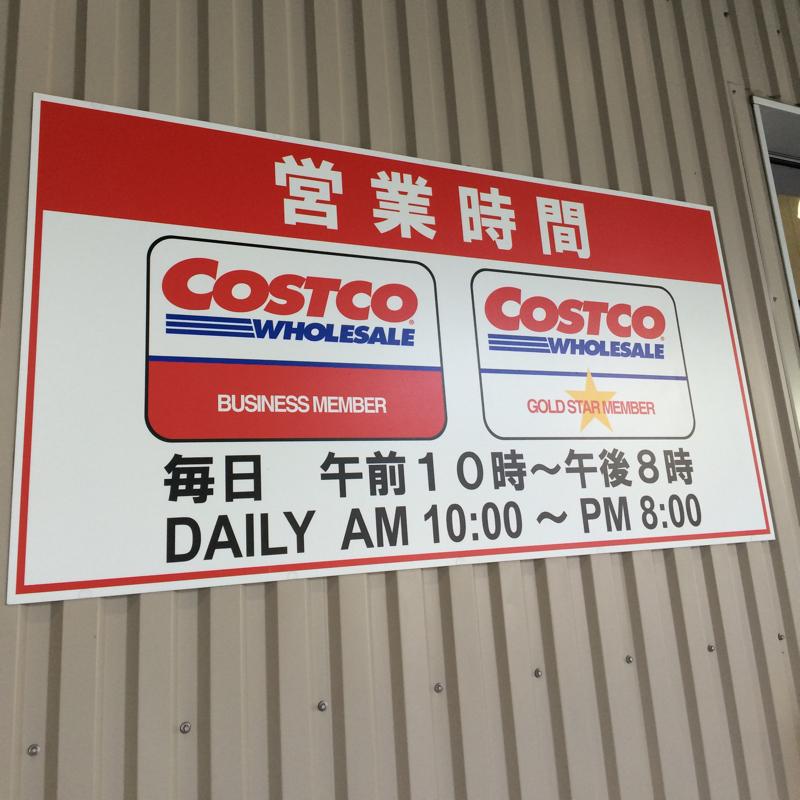 営業時間
COSTCO
WHOLESALE
BUSINESS MEMBER
COSTCO
WHOLESALE
GOLD STAR MEMBER
毎日　午前１０時～午後８時
DAILY AM 10:00 ～ PM 8:00